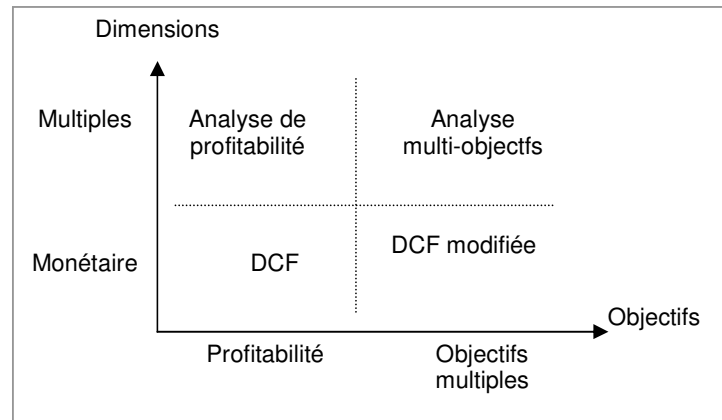 Dimensions
Multiples
Analyse de
profitabilité
Analyse
multi-objectfs
Monétaire
DCF
DCF modifiée
Objectifs
Profitabilité
Objectifs
multiples